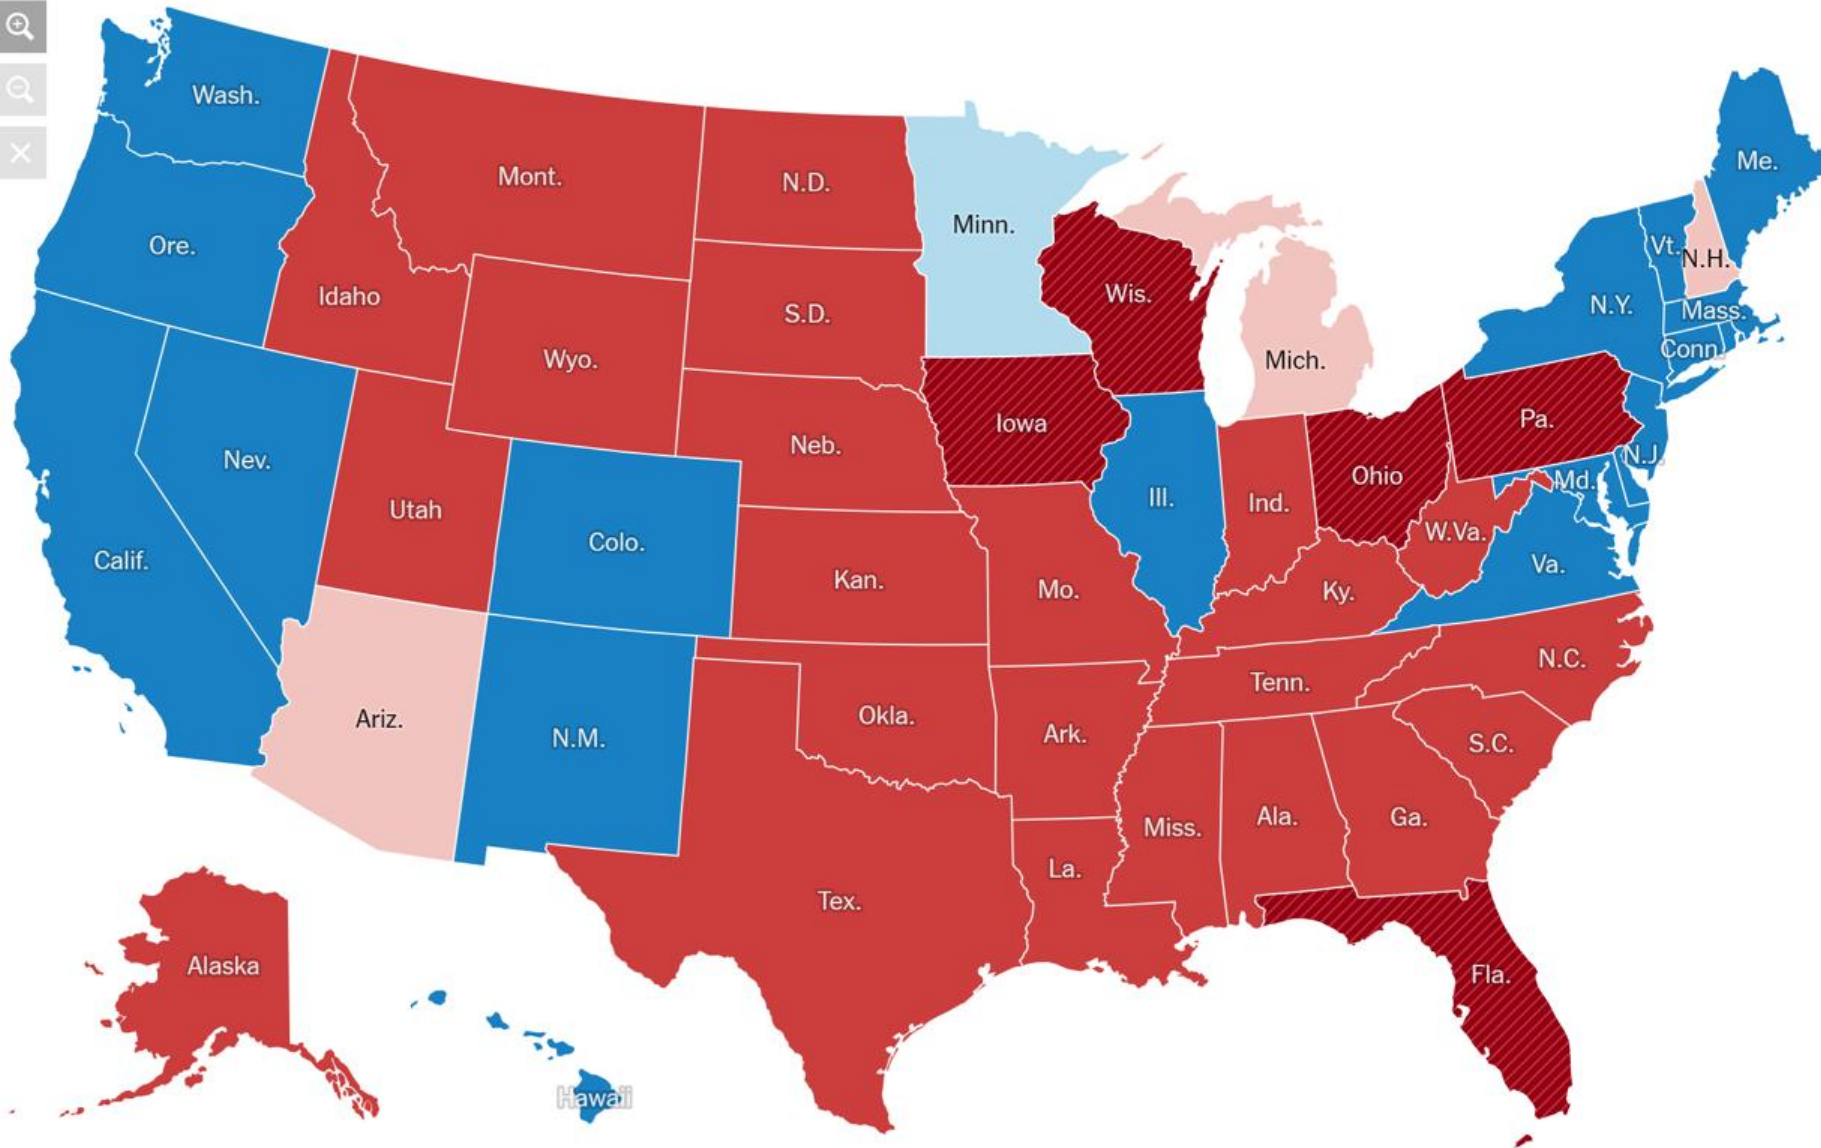 Wash.
Me.
Mont.
N.D.
Minn.
Ore.
Vt.
N.H.
Idaho
Wis.
S.D.
N.Y.
Mass.
Wyo.
Mich.
Conn.
Iowa
Pa.
Neb.
Nev.
N.J.
Ohio
Md.
Ill.
Ind.
Utah
W.Va.
Colo.
Calif.
Va.
Kan.
Mo.
Ky.
N.C.
Tenn.
Ariz.
Okla.
Ark.
N.M.
S.C.
Miss.
Ala.
Ga.
La.
Tex.
Alaska
Fla.
Hawaii